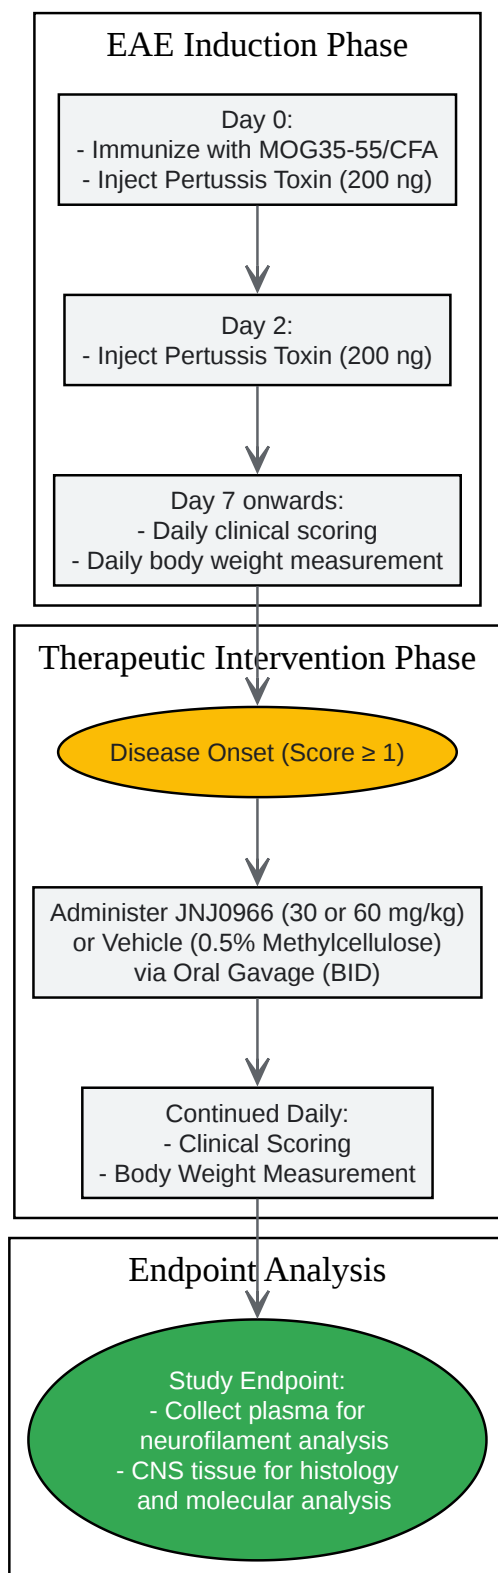 EAE Induction Phase
Day 0:
- Immunize with MOG35-55/CFA
- Inject Pertussis Toxin (200 ng)
Day 2:
- Inject Pertussis Toxin (200 ng)
Day 7 onwards:
- Daily clinical scoring
- Daily body weight measurement
Therapeutic Intervention Phase
Disease Onset (Score ≥ 1)
Administer JNJ0966 (30 or 60 mg/kg)
or Vehicle (0.5% Methylcellulose)
via Oral Gavage (BID)
Continued Daily:
- Clinical Scoring
- Body Weight Measurement
Endpoint Analysis
Study Endpoint:
- Collect plasma for
neurofilament analysis
- CNS tissue for histology
and molecular analysis